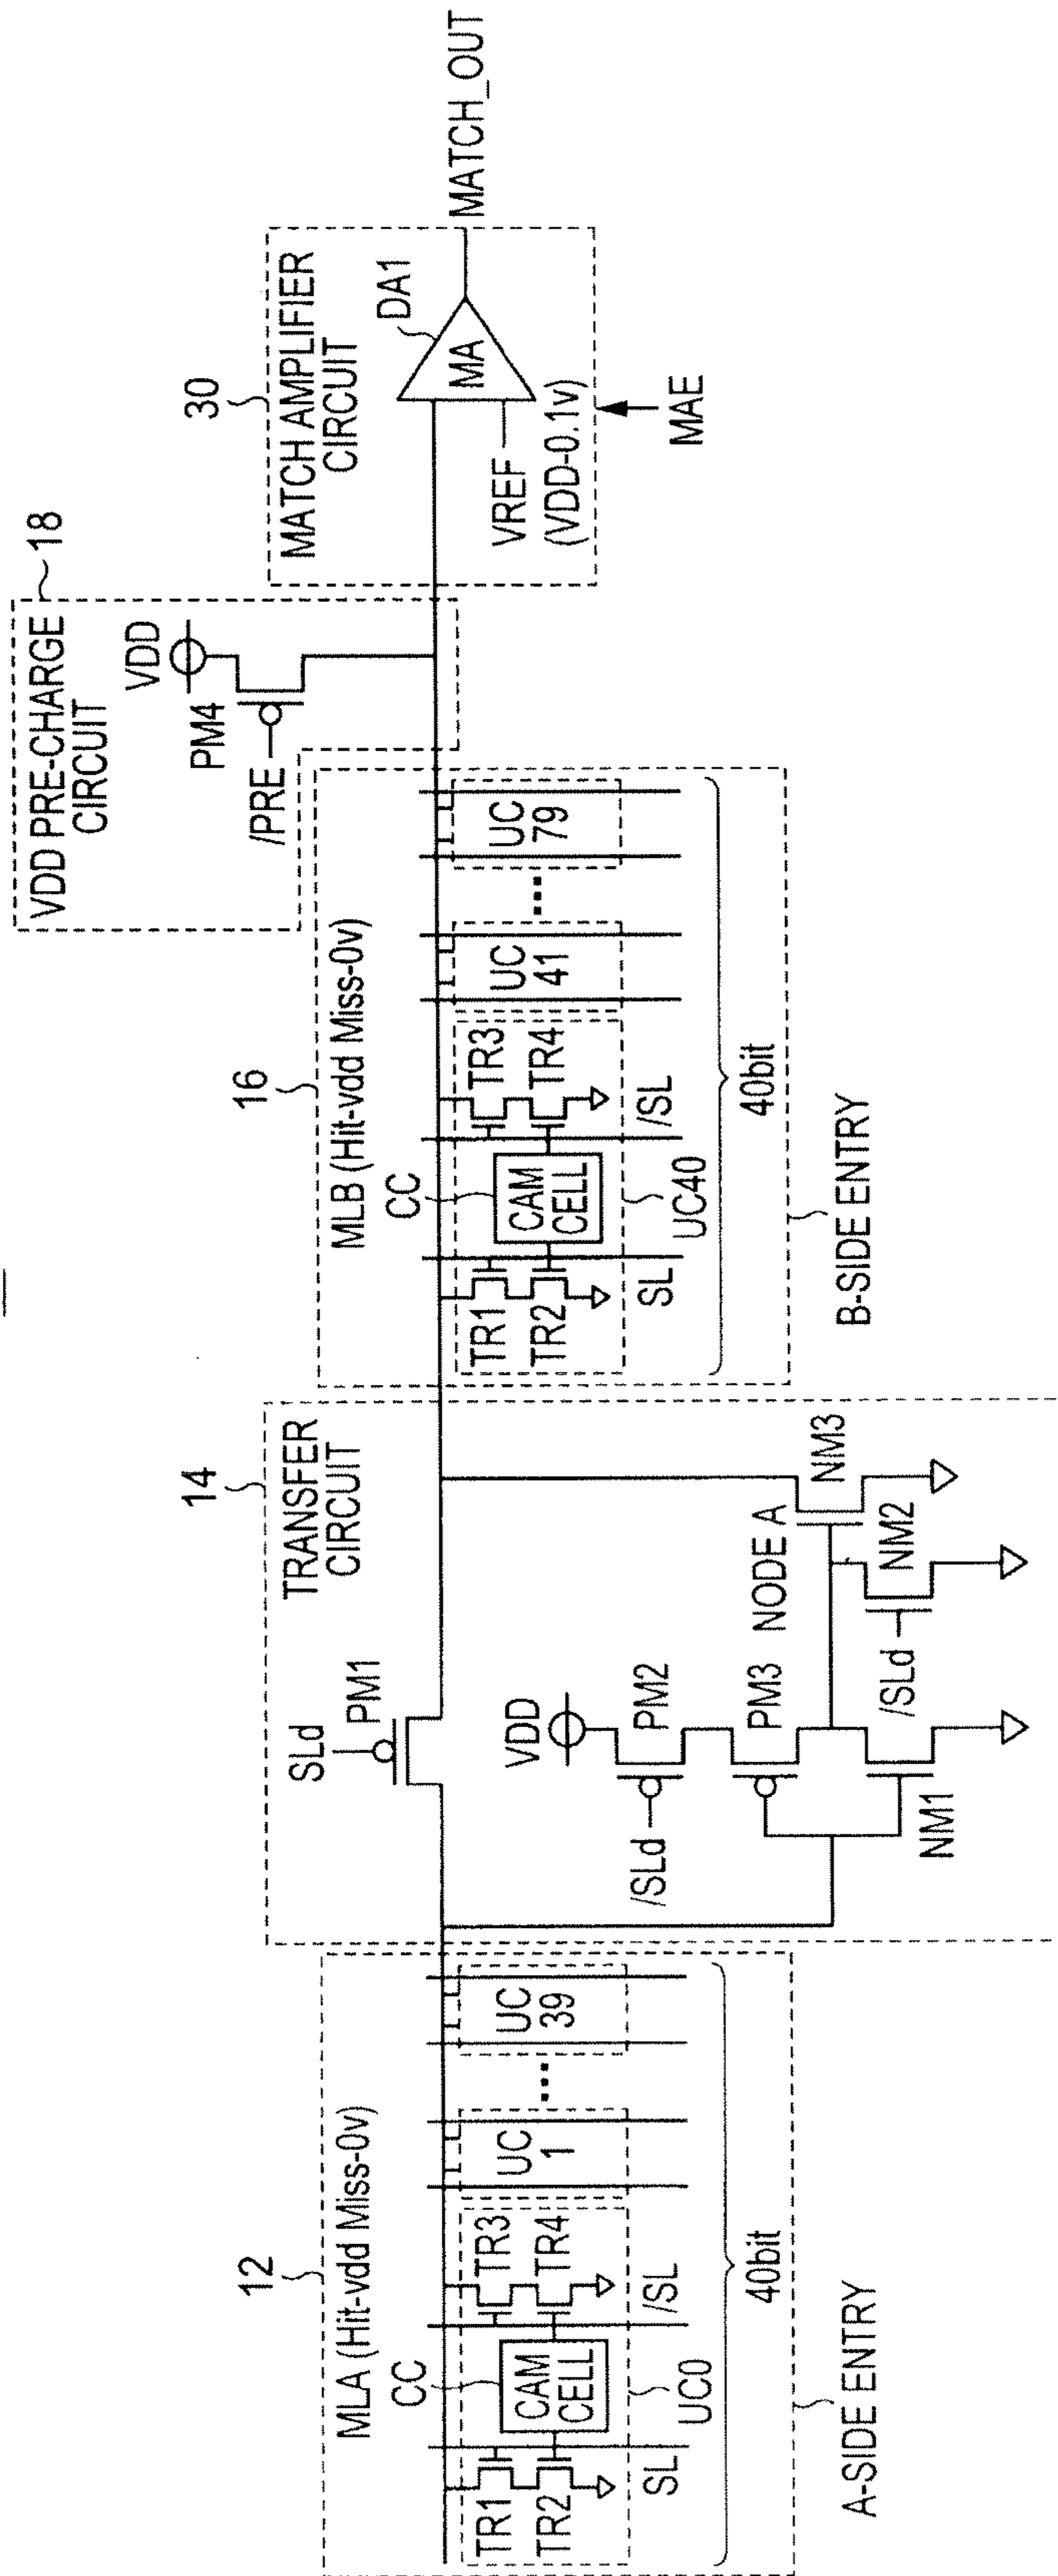 12
MLA (Hit-vdd Miss-0v)
CC
TR1
TR2
CAM
CELL
TR3
TR4
SL
/SL
UC0
UC
1
...
UC
39
40bit
A-SIDE ENTRY
14
TRANSFER
CIRCUIT
SLd
PM1
VDD
/SLd
PM2
PM3
NM1
NODE A
/SLd
NM2
NM3
16
MLB (Hit-vdd Miss-0v)
CC
TR1
TR2
CAM
CELL
TR3
TR4
SL
/SL
UC40
UC
41
...
UC
79
40bit
B-SIDE ENTRY
18
VDD PRE-CHARGE
CIRCUIT
VDD
PM4
/PRE
30
MATCH AMPLIFIER
CIRCUIT
DA1
MA
VREF
(VDD-0.1v)
MAE
MATCH_OUT